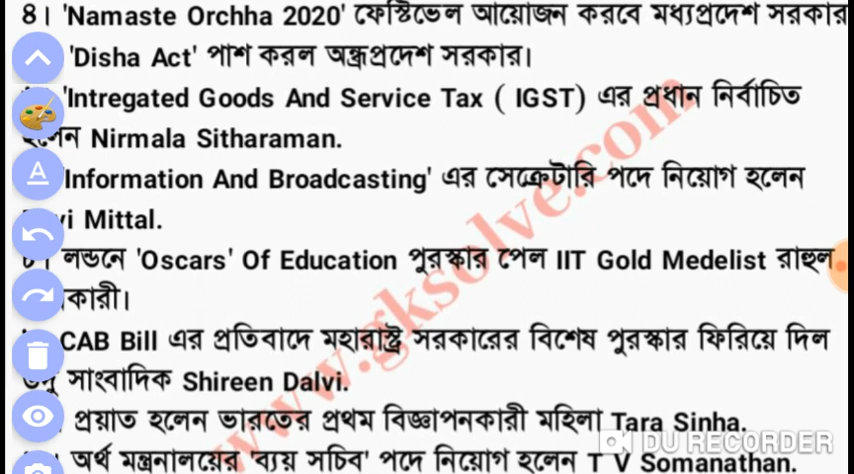 8। 'Namaste Orchha 2020' ফেস্টিভেল আয়োজন করবে মধ্যপ্রদেশ সরকার
'Disha Act' পাশ করল অন্ধ্রপ্রদেশ সরকার।
'Intregated Goods And Service Tax ( IGST) এর প্রধান নির্বাচিত
হলেন Nirmala Sitharaman.
'Information And Broadcasting' এর সেক্রেটারি পদে নিয়োগ হলেন
Mittal.
লন্ডনে 'Oscars' Of Education পুরস্কার পেল IIT Gold Medelist রাহুল
CAB Bill এর প্রতিবাদে মহারাষ্ট্র সরকারের বিশেষ পুরস্কার ফিরিয়ে দিল
সাংবাদিক Shireen Dalvi.
প্রয়াত হলেন ভারতের প্রথম বিজ্ঞাপনকারী মহিলা Tara Sinha.
অর্থ মন্ত্রনালয়ের 'ব্যয় সচিব' পদে নিয়োগ হলেন T V Somanathan
www.gksolve.com
DU RECORDER
A